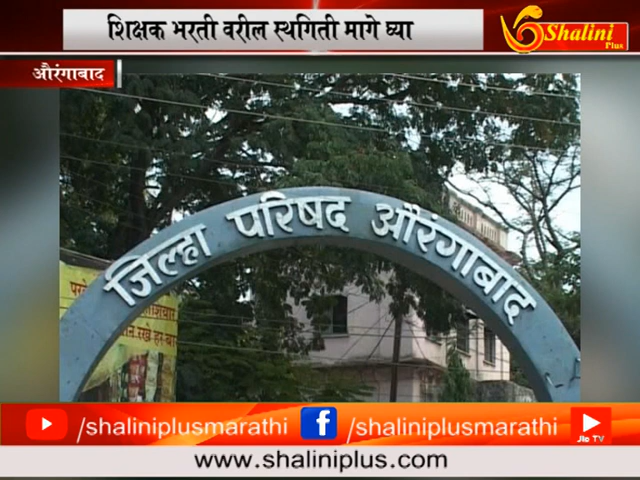 शिक्षक भरती वरील स्थगिती मागे घ्या
Shalini
Plus
औरंगाबाद
जिल्हा परिषद औरंगाबाद
/shaliniplusmarathi
/shaliniplusmarathi
Jio TV
www.shaliniplus.com